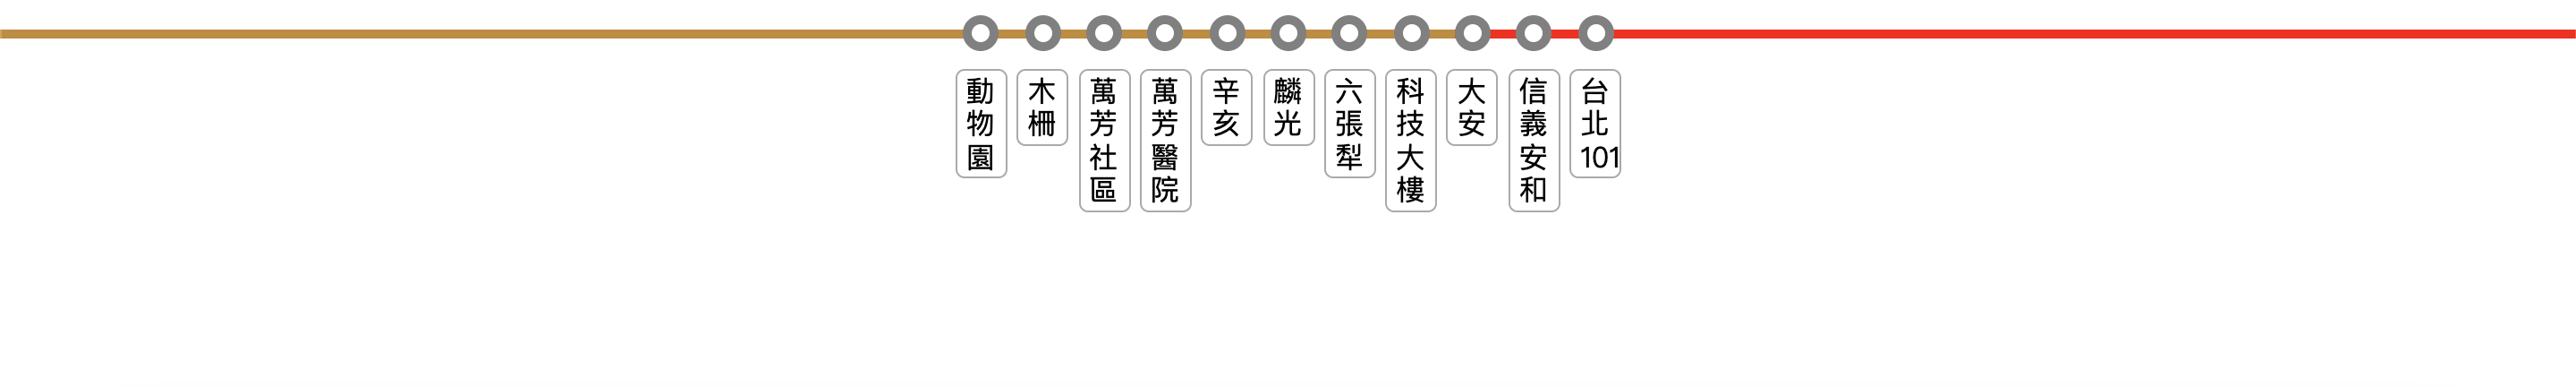 動物園
木柵
萬芳社區
萬芳醫院
辛亥
麟光
六張犁
科技大樓
大安
信義安和
台北101